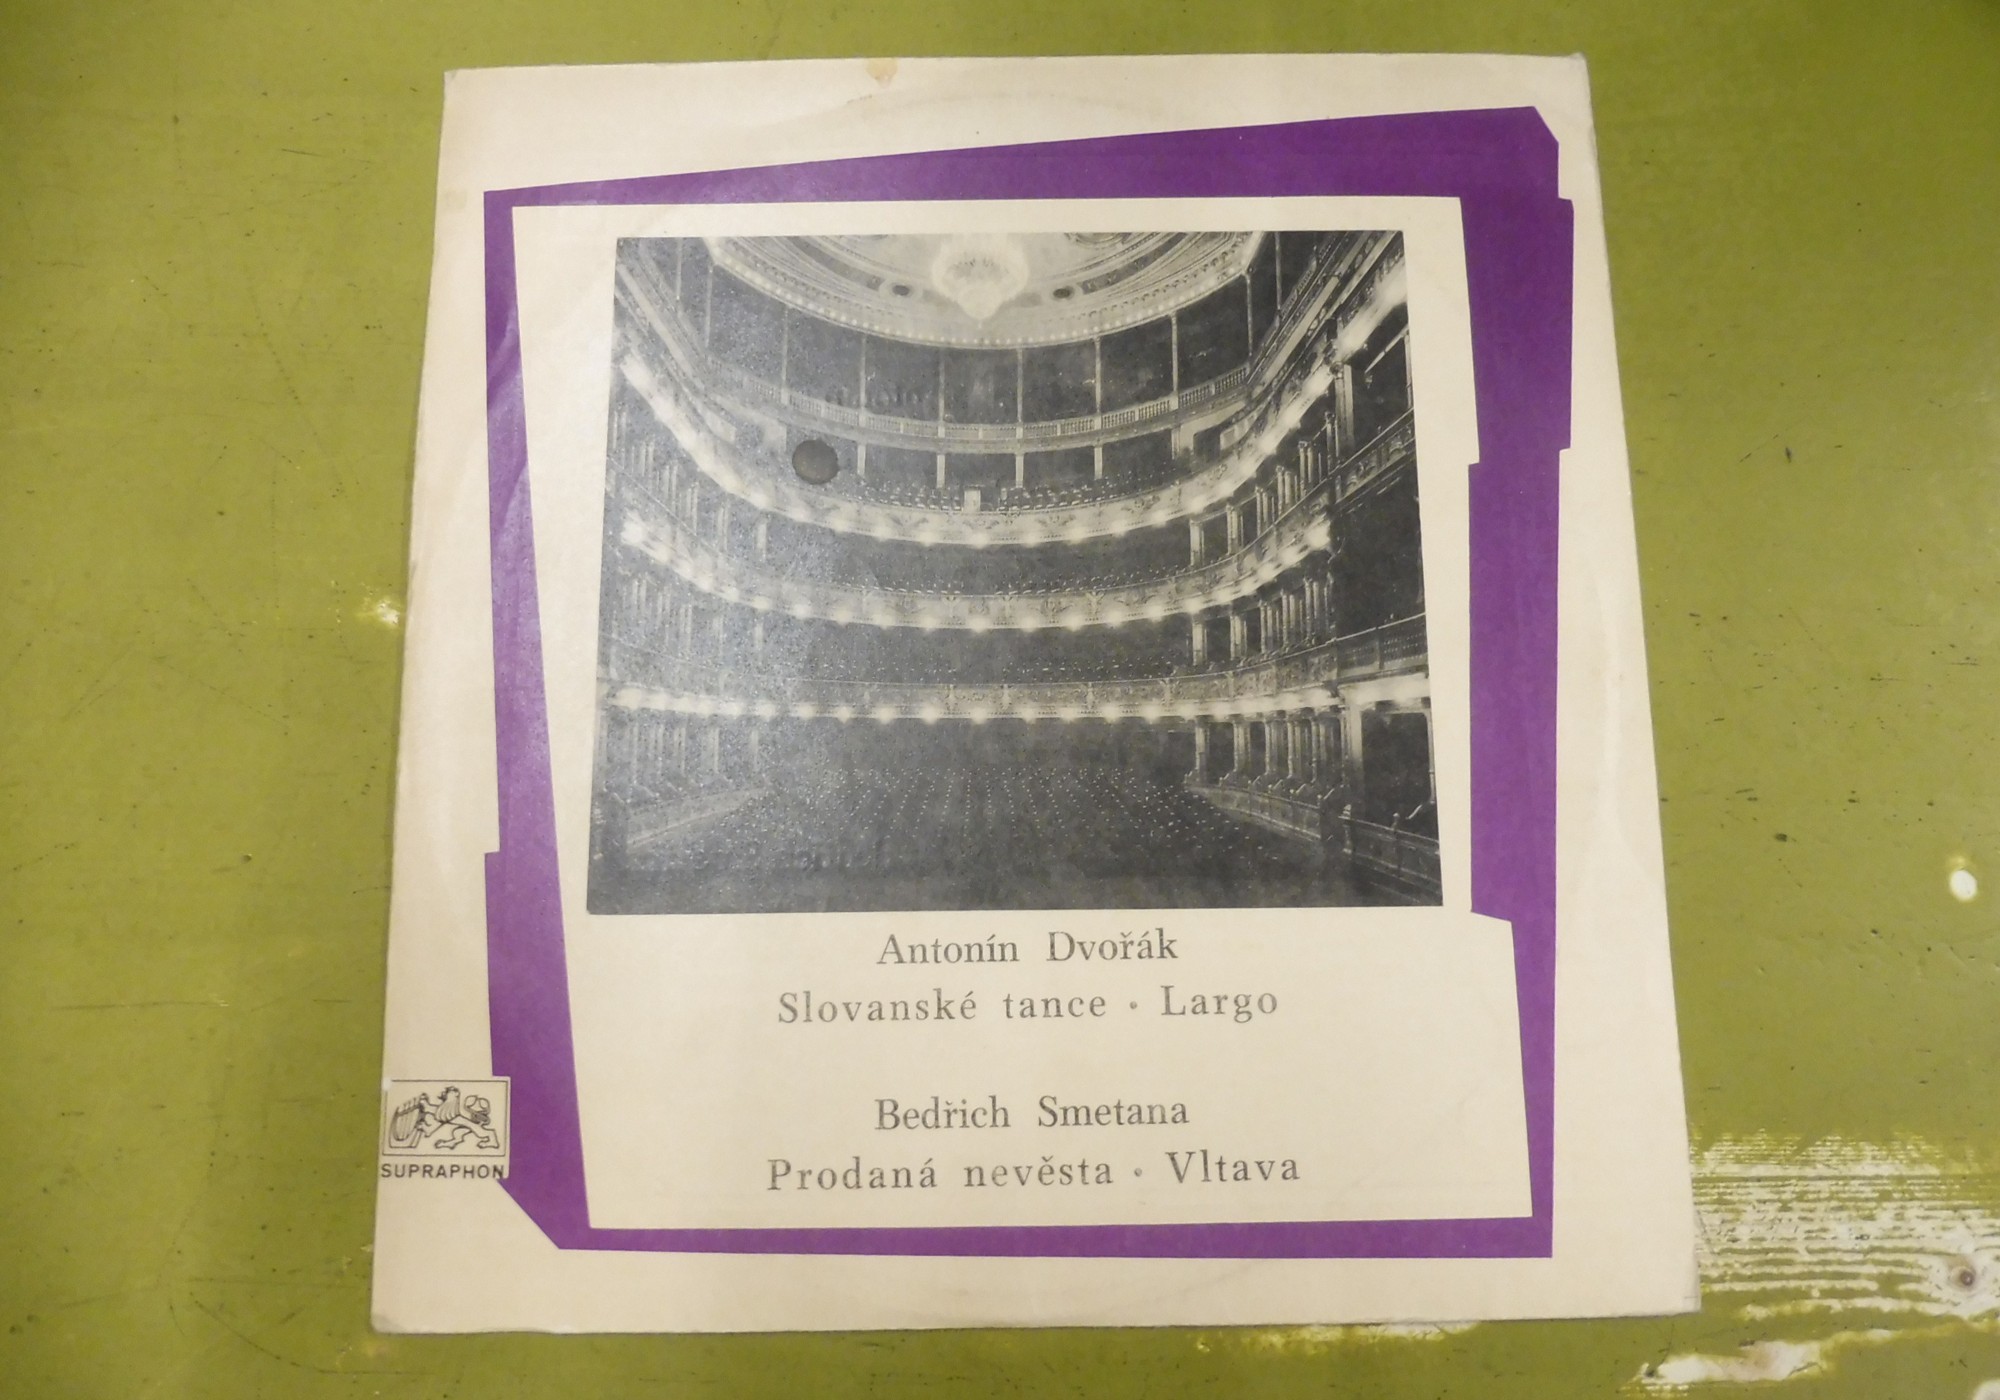 Antonín Dvořák
Slovanské tance • Largo
Bedřich Smetana
Prodaná nevěsta • Vltava
SUPRAPHON